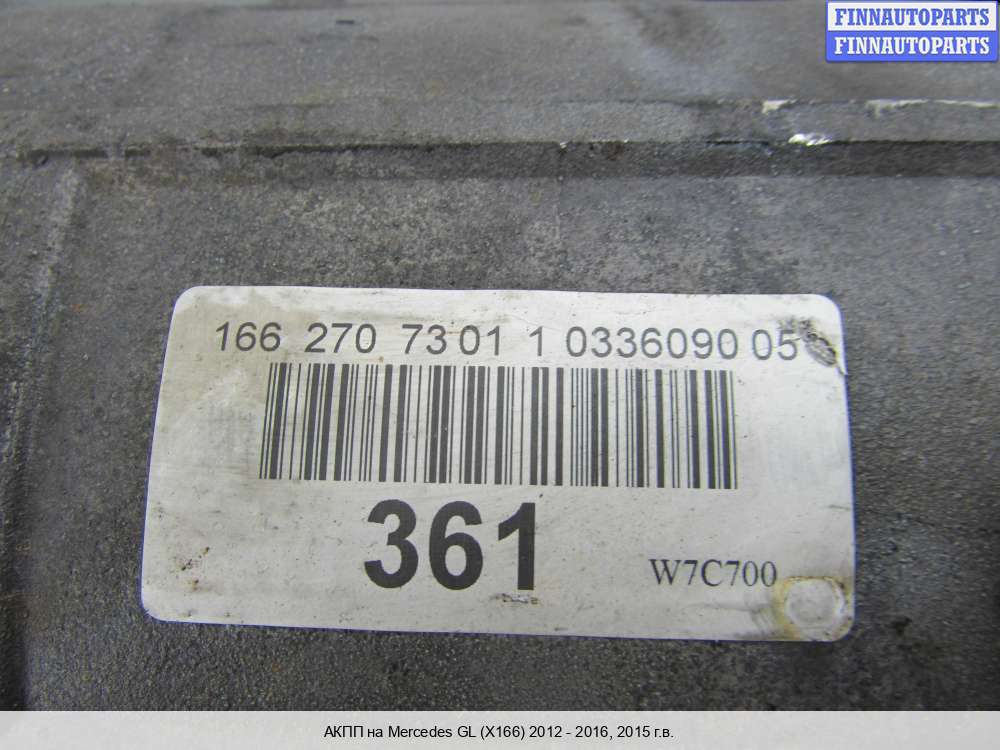 FINNAUTOPARTS
FINNAUTOPARTS
166 270 73 01 1 0336090 05
361
W7C700
АКПП на Mercedes GL (X166) 2012 - 2016, 2015 г.в.